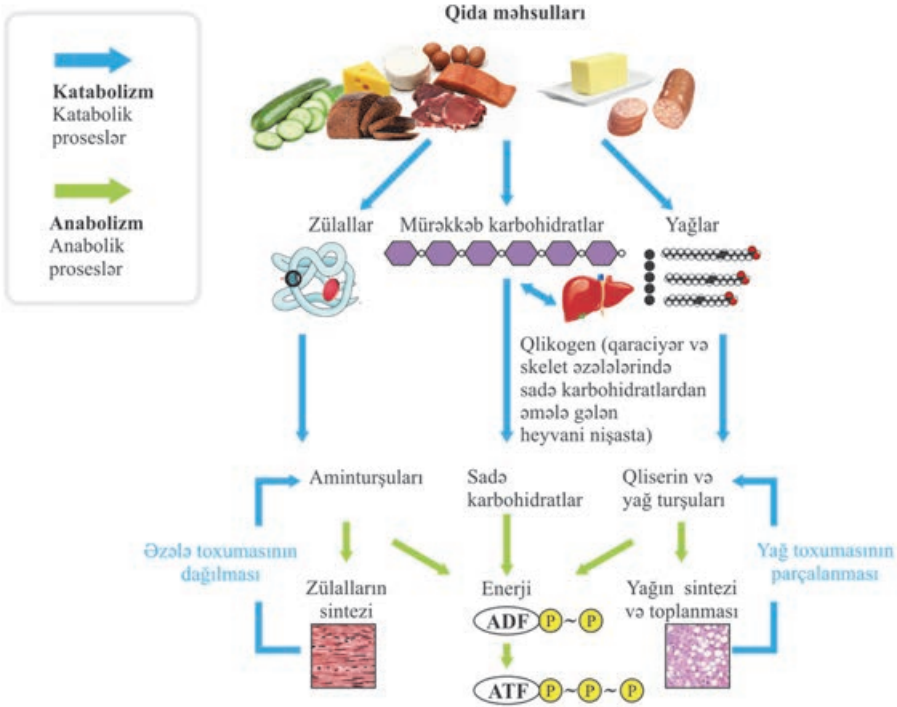 Qida məhsulları
Katabolizm
Katabolik
proseslər
Anabolizm
Anabolik
proseslər
Zülallar
Mürəkkəb karbohidratlar
Yağlar
Qlikogen (qaraciyər və
skelet əzələlərində
sadə karbohidratlardan
əmələ gələn
heyvani nişasta)
Aminturşuları
Sadə
karbohidratlar
Qliserin və
yağ turşuları
Əzələ toxumasının
dağılması
Yağ toxumasının
parçalanması
Zülalların
sintezi
Enerji
Yağın sintezi
və toplanması
ADF P ~ P
ATF P ~ P ~ P